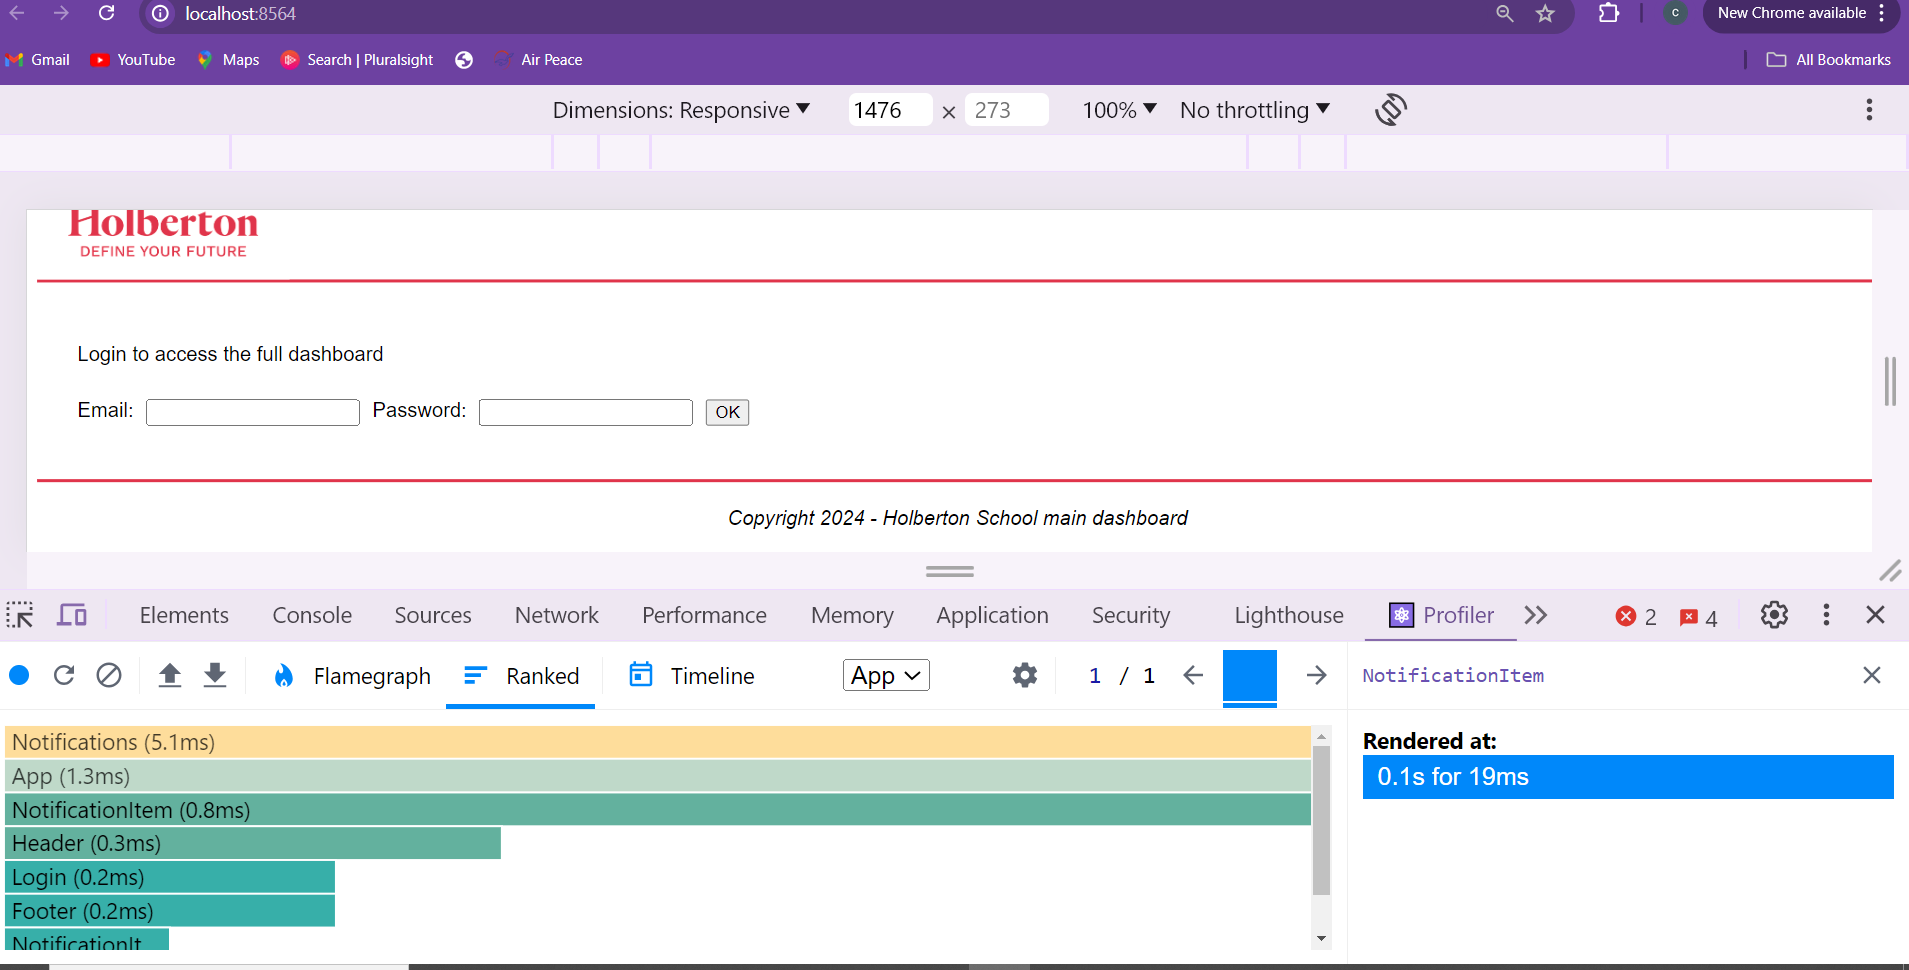 localhost:8564
C
New Chrome available
Gmail
YouTube
Maps
Search | Pluralsight
Air Peace
All Bookmarks
Dimensions: Responsive
1476 × 273
100%
No throttling
Holberton
DEFINE YOUR FUTURE
Login to access the full dashboard
Email:
Password:
OK
Copyright 2024 - Holberton School main dashboard
Elements
Console
Sources
Network
Performance
Memory
Application
Security
Lighthouse
Profiler
2
4
Flamegraph
Ranked
Timeline
App
1 / 1
NotificationItem
Notifications (5.1ms)
App (1.3ms)
NotificationItem (0.8ms)
Header (0.3ms)
Login (0.2ms)
Footer (0.2ms)
NotificationIt
Rendered at:
0.1s for 19ms